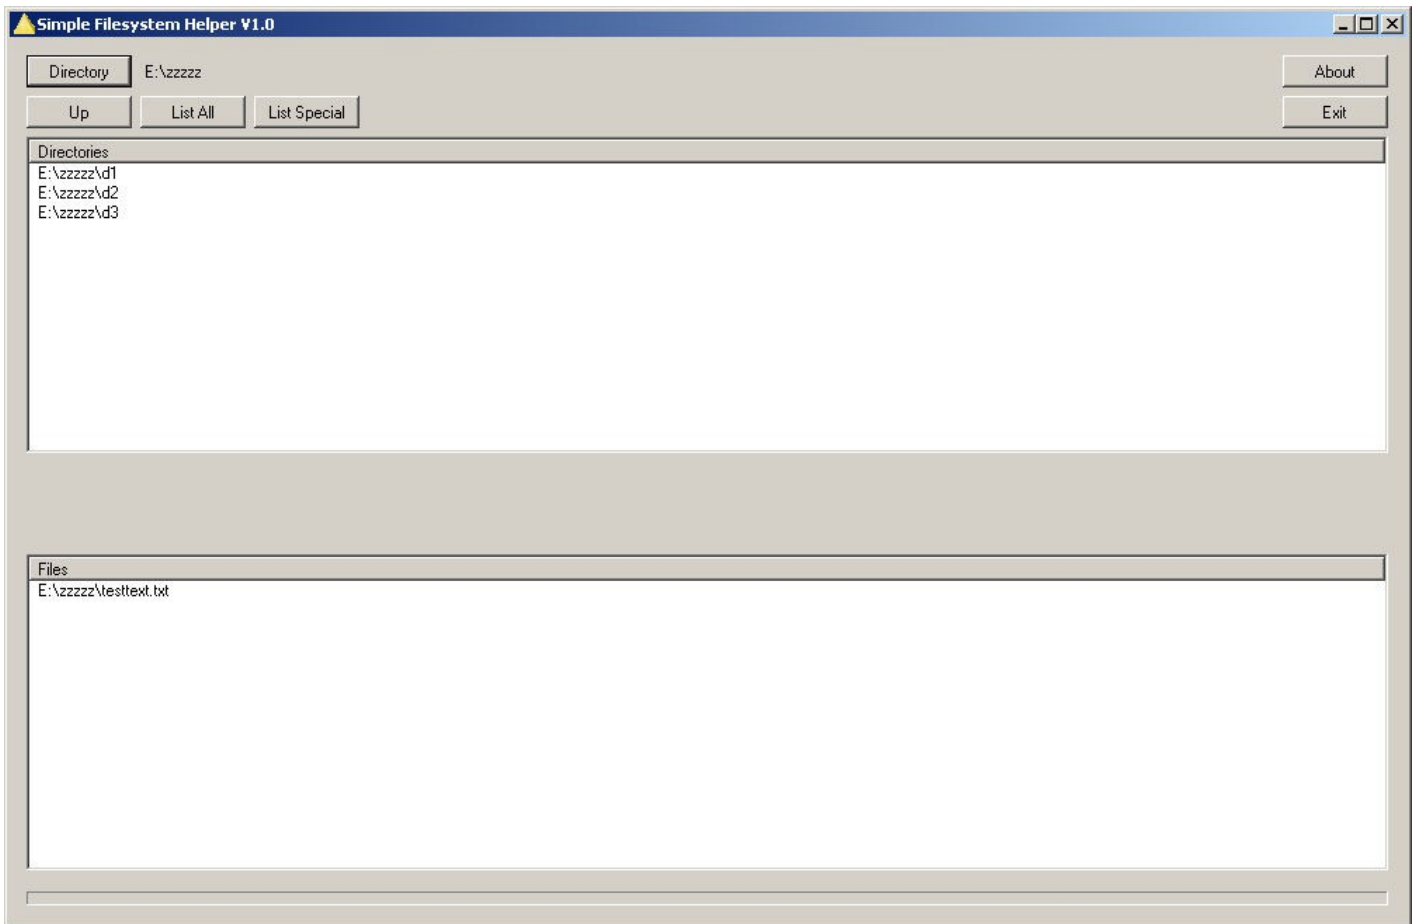 Simple Filesystem Helper V1.0
Directory E:\zzzzz About
Up List All List Special Exit
Directories
E:\zzzzz\d1
E:\zzzzz\d2
E:\zzzzz\d3
Files
E:\zzzzz\testtext.txt